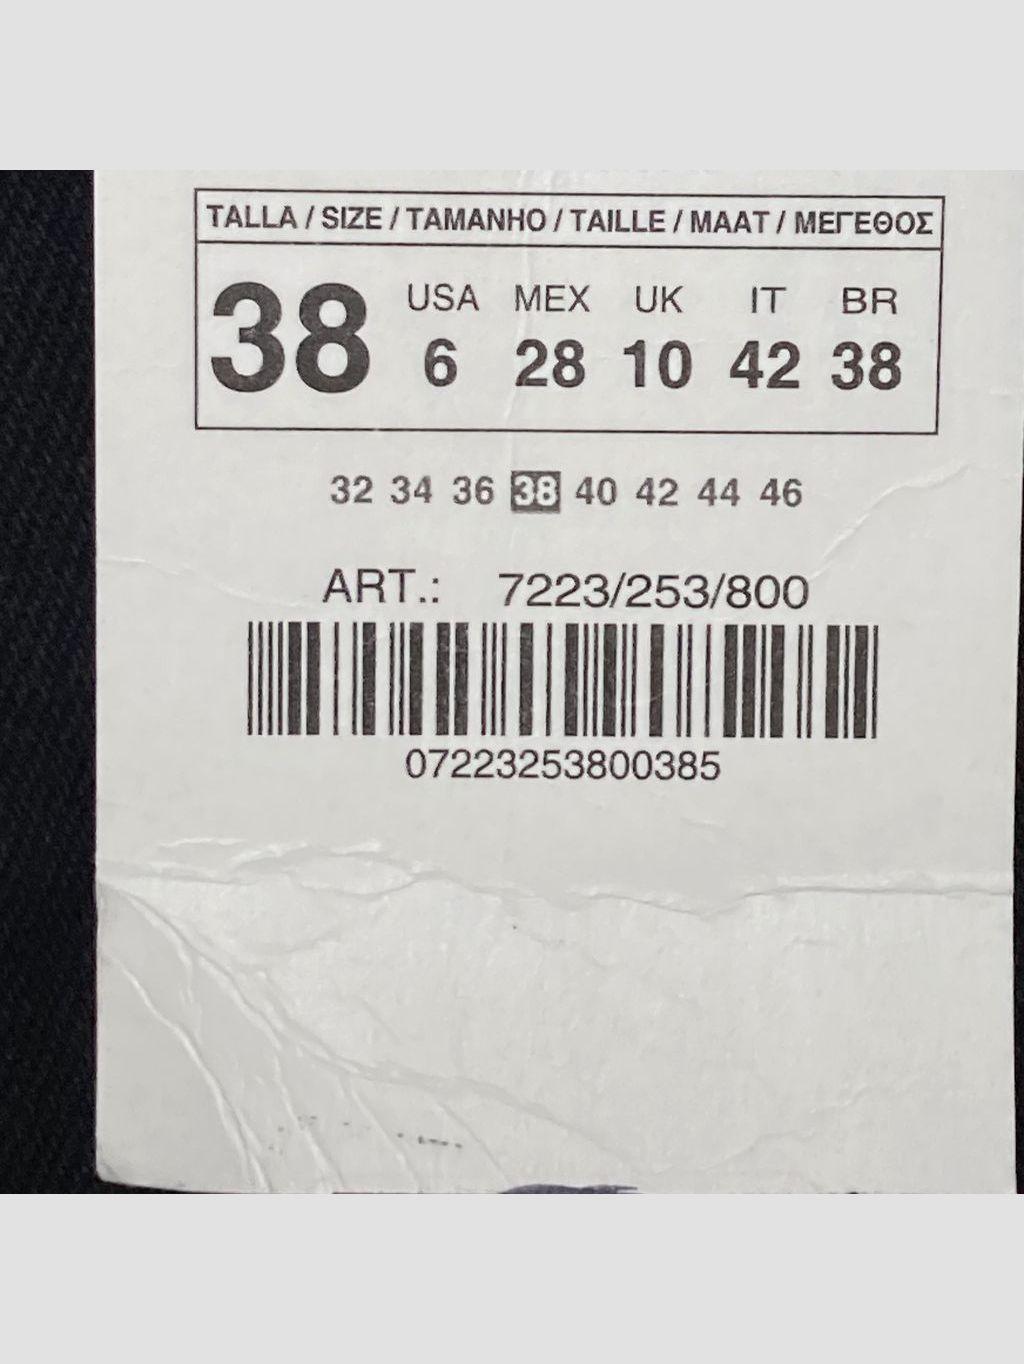 TALLA / SIZE / TAMANHO / TAILLE / MAAT / ΜΕΓΕΘΟΣ
38 USA MEX UK IT BR
6 28 10 42 38
32 34 36 38 40 42 44 46
ART.: 7223/253/800
07223253800385